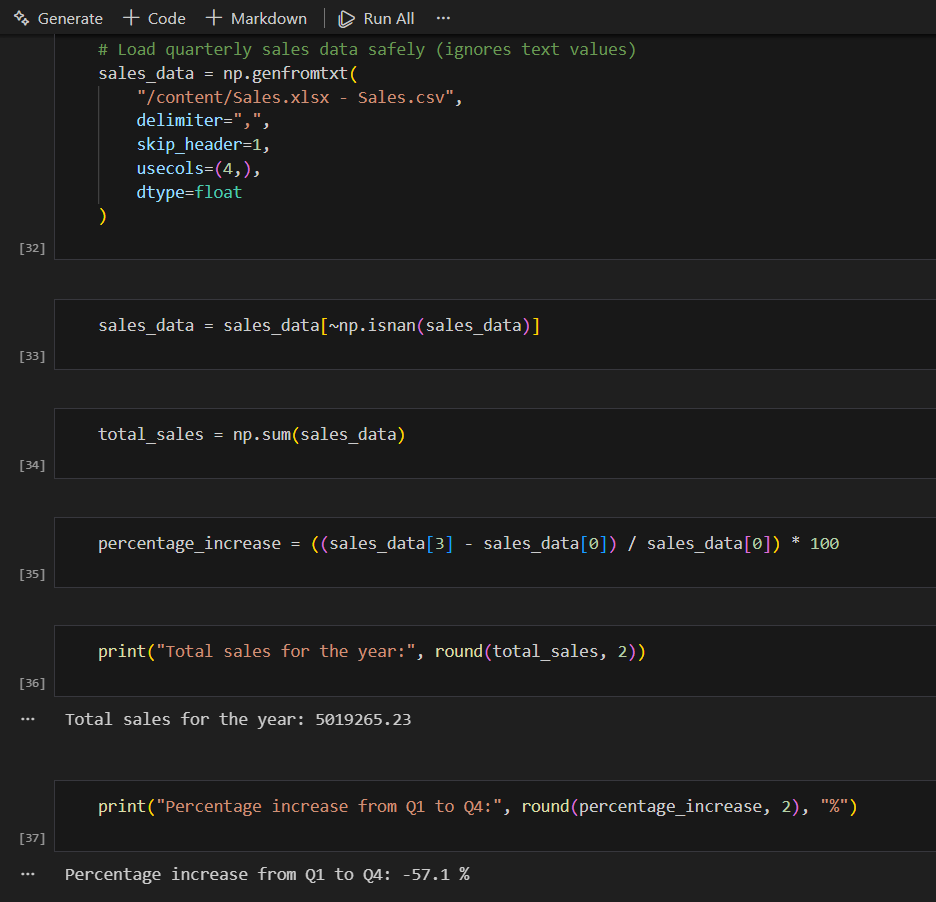 Generate + Code + Markdown Run All ...
# Load quarterly sales data safely (ignores text values)
sales_data = np.genfromtxt(
"/content/Sales.xlsx - Sales.csv",
delimiter=",",
skip_header=1,
usecols=(4,),
dtype=float
)
[32]
sales_data = sales_data[~np.isnan(sales_data)]
[33]
total_sales = np.sum(sales_data)
[34]
percentage_increase = ((sales_data[3] - sales_data[0]) / sales_data[0]) * 100
[35]
print("Total sales for the year:", round(total_sales, 2))
[36]
... Total sales for the year: 5019265.23
print("Percentage increase from Q1 to Q4:", round(percentage_increase, 2), "%")
[37]
... Percentage increase from Q1 to Q4: -57.1 %